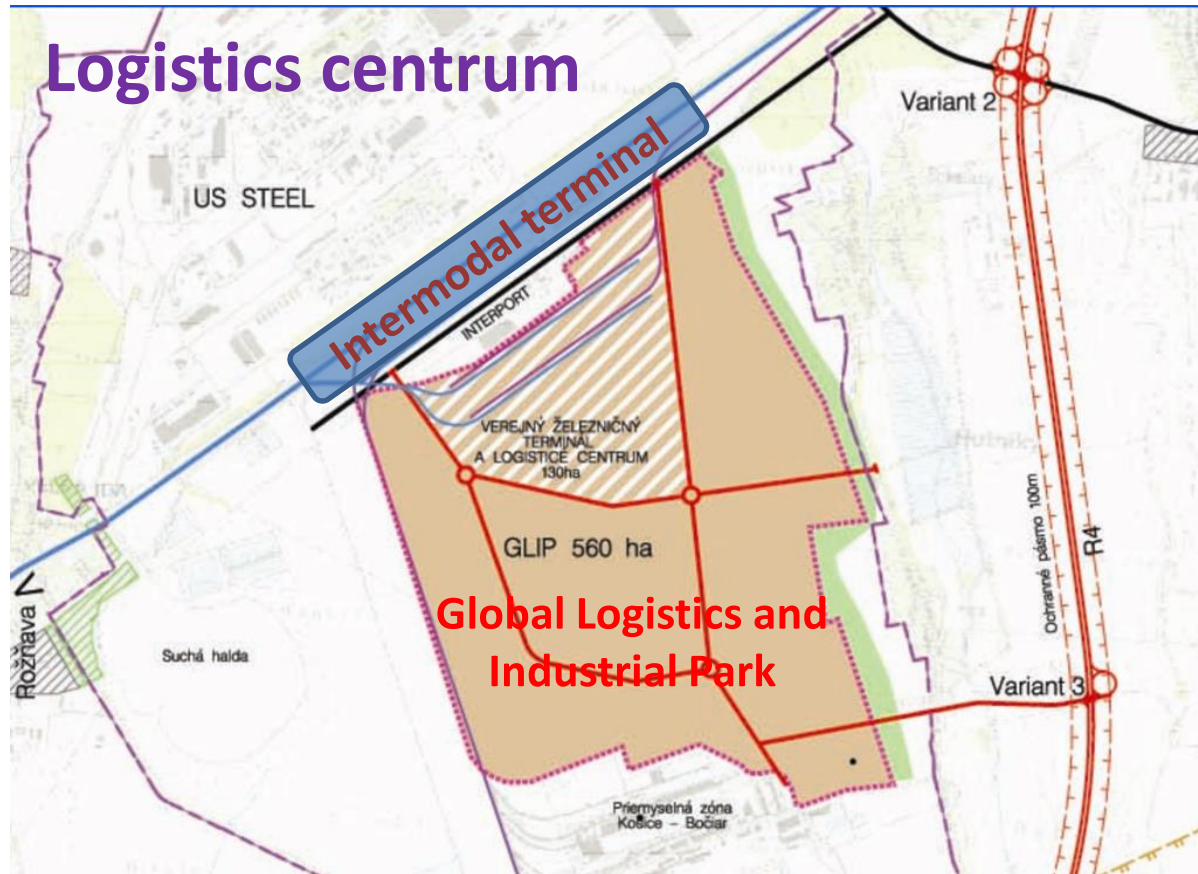 Logistics centrum
Variant 2
US STEEL
Intermodal terminal
INTERPORT
VEREJNÝ ŽELEZNIČNÝ
TERMINÁL
A LOGISTICE CENTRUM
130ha
GLIP 560 ha
Global Logistics and
Industrial Park
Ochranné pásmo 100m
R4
Rožňava
Suchá halda
Variant 3
Priemyselná zóna
Košice - Bočiar